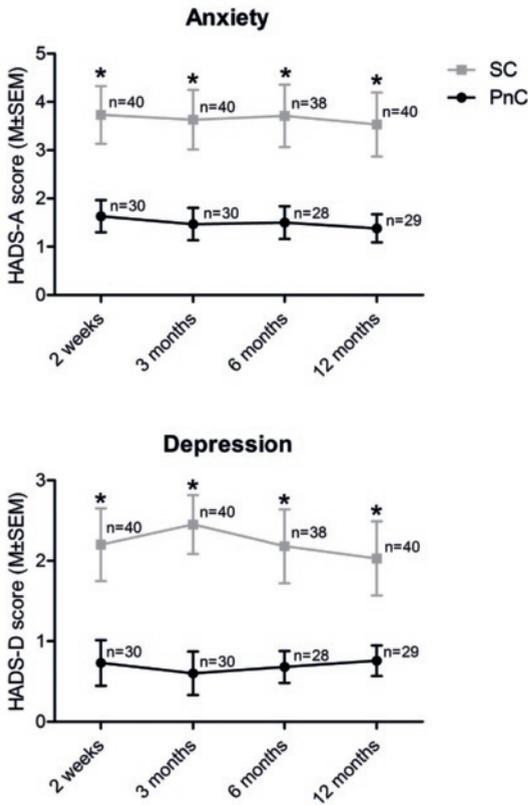 Anxiety
HADS-A score (M±SEM)
5
4
3
2
1
0
* * * *
n=40 n=40 n=38 n=40
n=30 n=30 n=28 n=29
2 weeks
3 months
6 months
12 months
SC
PnC
Depression
HADS-D score (M±SEM)
3
2
1
0
* * * *
n=40 n=40 n=38 n=40
n=30 n=30 n=28 n=29
2 weeks
3 months
6 months
12 months